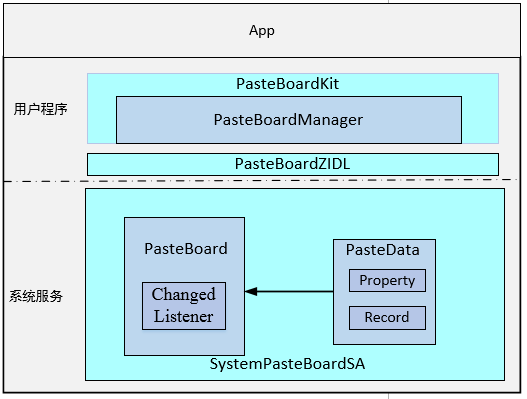 App
用户程序
PasteBoardKit
PasteBoardManager
PasteBoardZIDL
系统服务
PasteBoard
Changed
Listener
PasteData
Property
Record
SystemPasteBoardSA